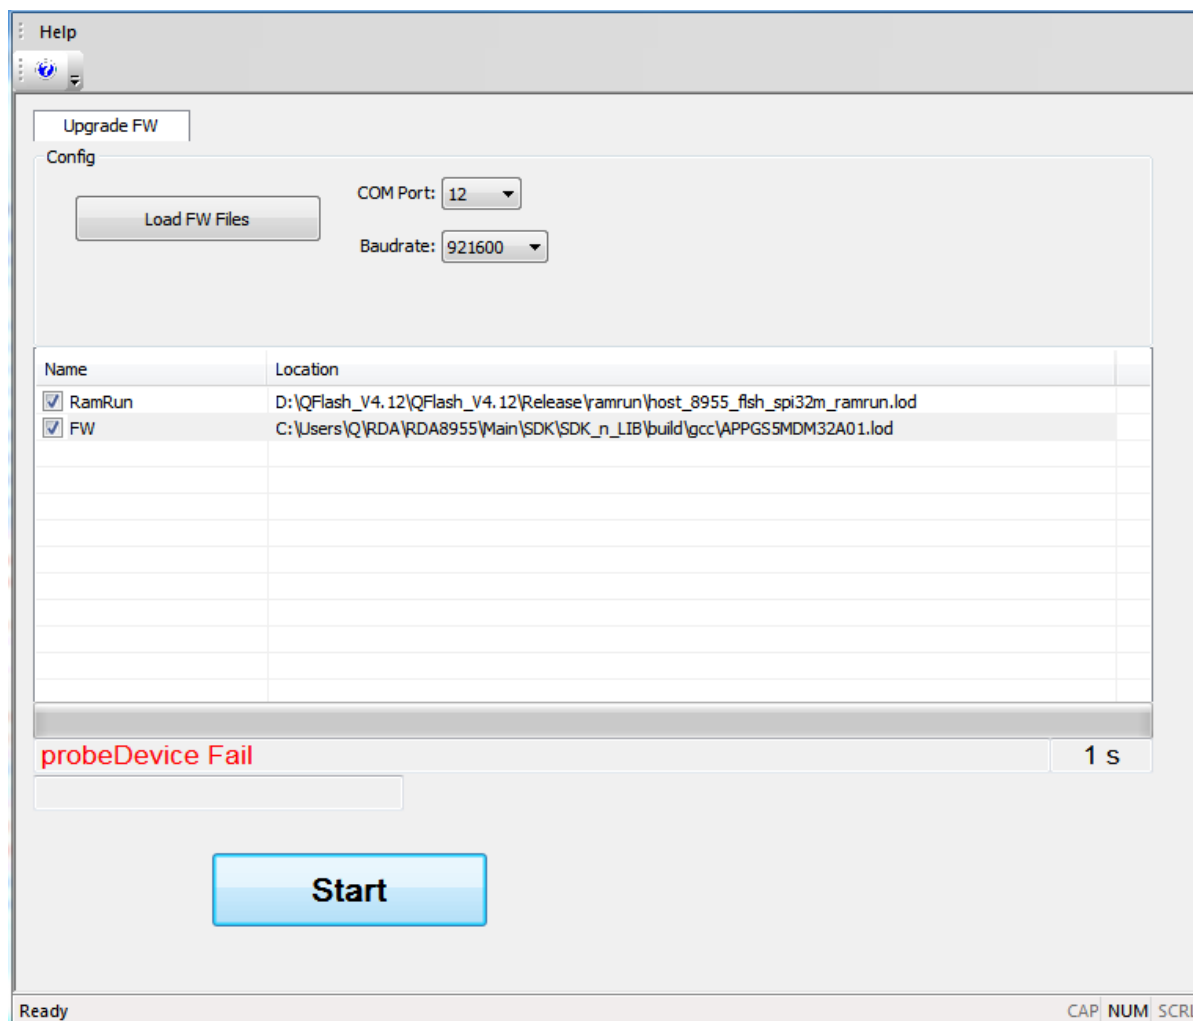 Help
Upgrade FW
Config
Load FW Files
COM Port: 12
Baudrate: 921600
Name Location
RamRun D:\QFlash_V4.12\QFlash_V4.12\Release\ramrun\host_8955_flsh_spi32m_ramrun.lod
FW C:\Users\Q\RDA\RDA8955\Main\SDK\SDK_n_LIB\build\gcc\APPGS5MDM32A01.lod
probeDevice Fail 1 s
Start
Ready CAP NUM SCRL